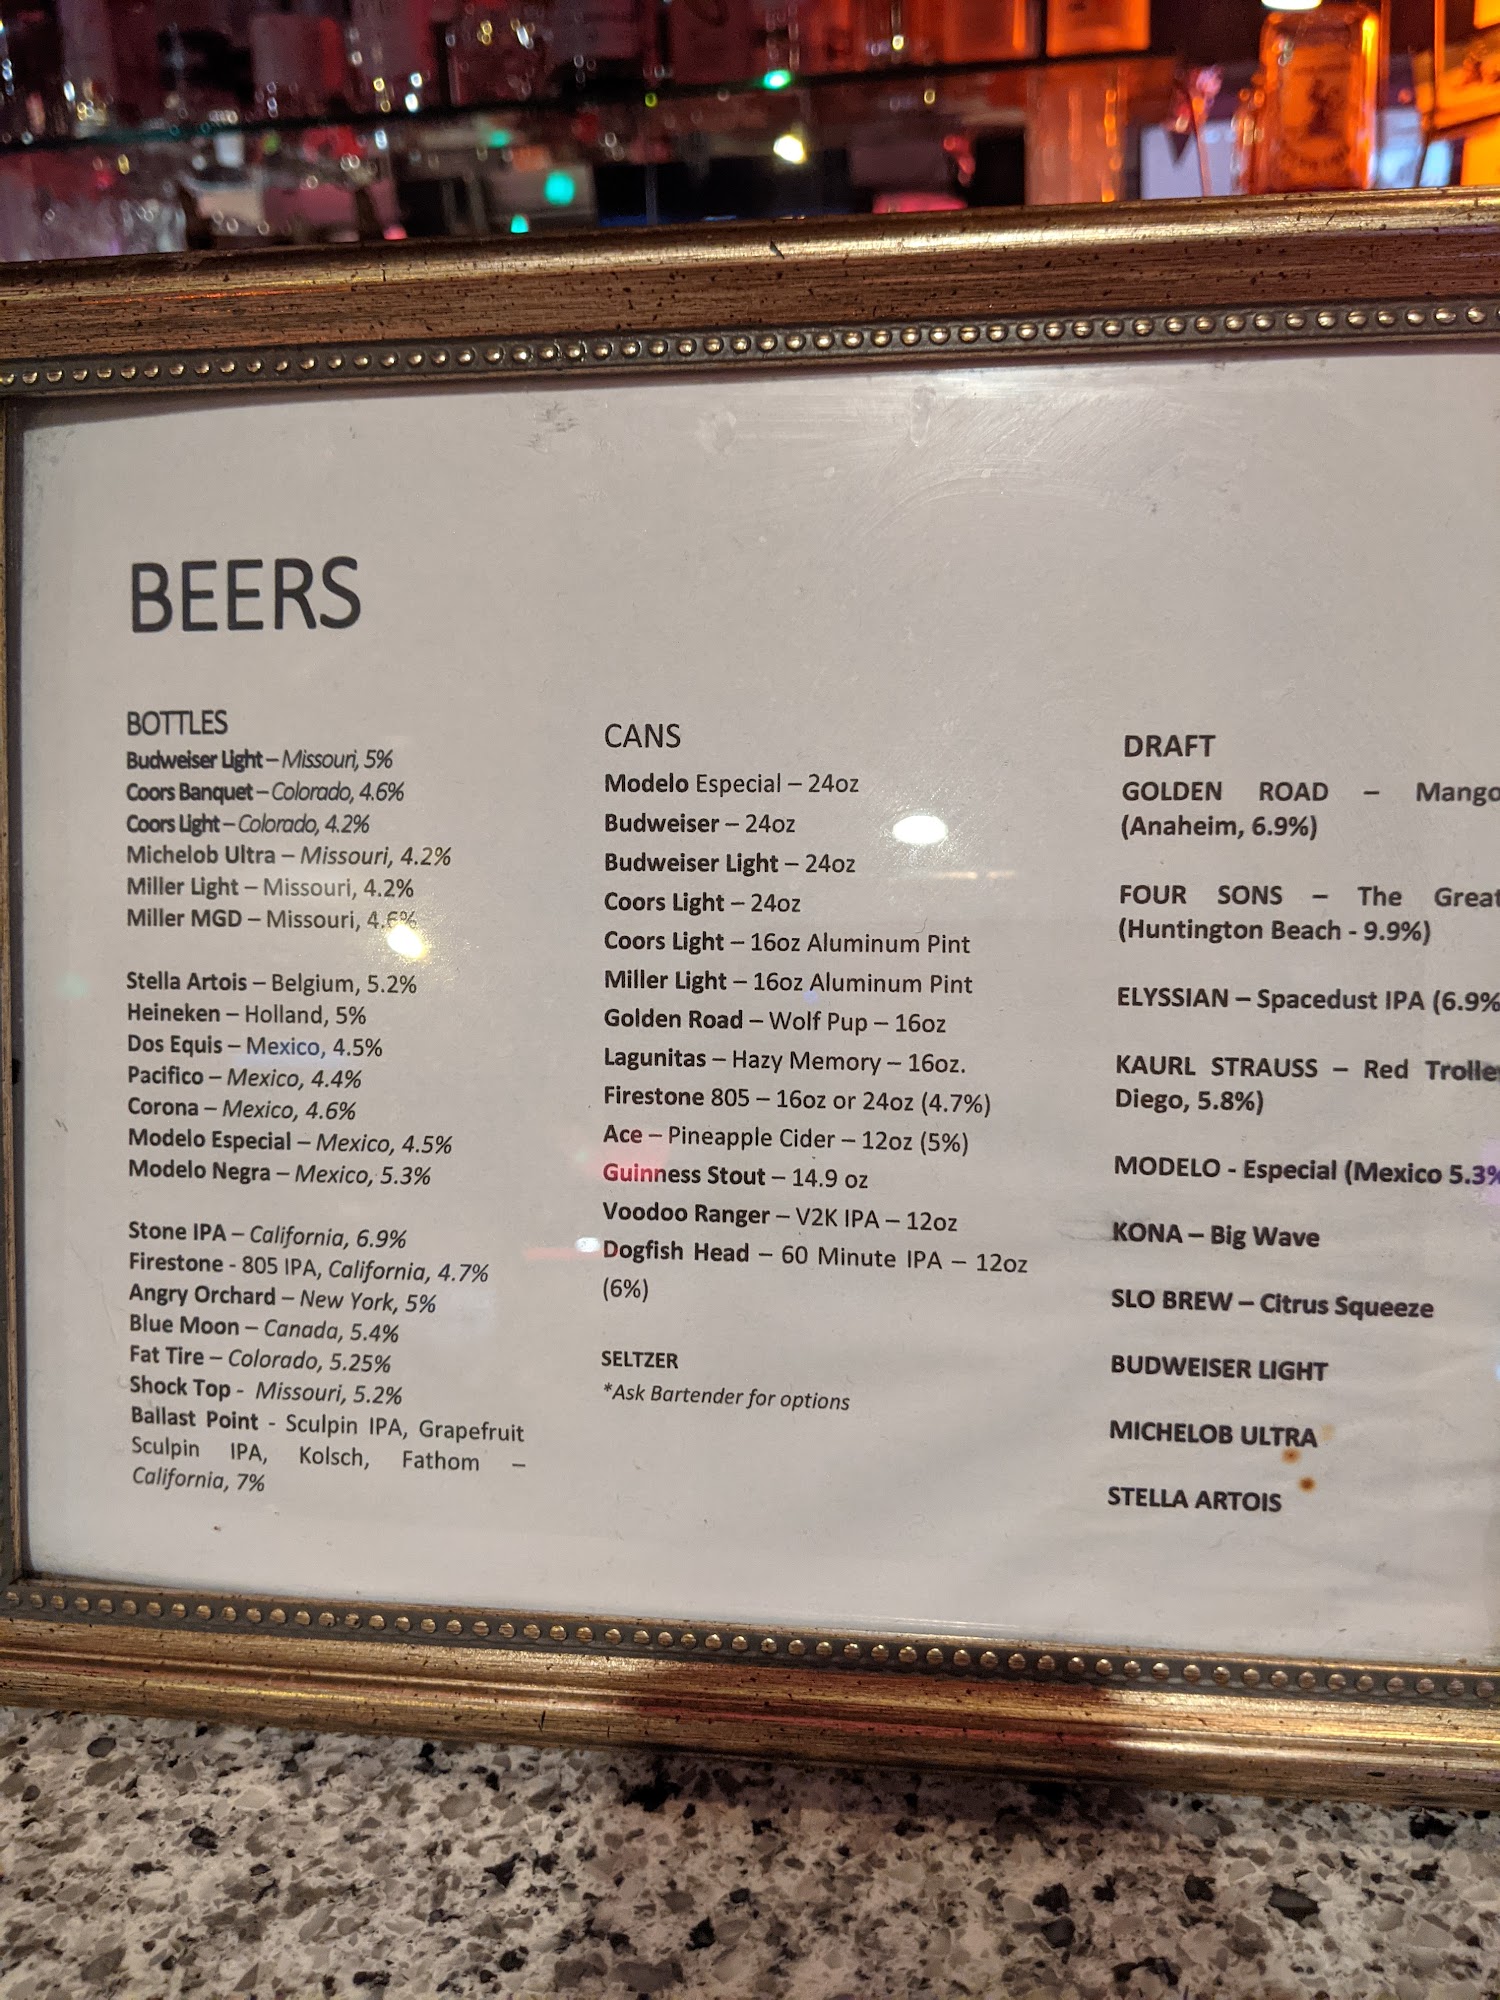 BEERS
BOTTLES
Budweiser Light – Missouri, 5%
Coors Banquet – Colorado, 4.6%
Coors Light – Colorado, 4.2%
Michelob Ultra – Missouri, 4.2%
Miller Light – Missouri, 4.2%
Miller MGD – Missouri, 4.6%
Stella Artois – Belgium, 5.2%
Heineken – Holland, 5%
Dos Equis – Mexico, 4.5%
Pacifico – Mexico, 4.4%
Corona – Mexico, 4.6%
Modelo Especial – Mexico, 4.5%
Modelo Negra – Mexico, 5.3%
Stone IPA – California, 6.9%
Firestone - 805 IPA, California, 4.7%
Angry Orchard – New York, 5%
Blue Moon – Canada, 5.4%
Fat Tire – Colorado, 5.25%
Shock Top - Missouri, 5.2%
Ballast Point - Sculpin IPA, Grapefruit
Sculpin IPA, Kolsch, Fathom –
California, 7%
CANS
Modelo Especial – 24oz
Budweiser – 24oz
Budweiser Light – 24oz
Coors Light – 24oz
Coors Light – 16oz Aluminum Pint
Miller Light – 16oz Aluminum Pint
Golden Road – Wolf Pup – 16oz
Lagunitas – Hazy Memory – 16oz.
Firestone 805 – 16oz or 24oz (4.7%)
Ace – Pineapple Cider – 12oz (5%)
Guinness Stout – 14.9 oz
Voodoo Ranger – V2K IPA – 12oz
Dogfish Head – 60 Minute IPA – 12oz
(6%)
SELTZER
*Ask Bartender for options
DRAFT
GOLDEN ROAD – Mango
(Anaheim, 6.9%)
FOUR SONS – The Great
(Huntington Beach - 9.9%)
ELYSSIAN – Spacedust IPA (6.9%
KAURL STRAUSS – Red Trolle
Diego, 5.8%)
MODELO - Especial (Mexico 5.3%
KONA – Big Wave
SLO BREW – Citrus Squeeze
BUDWEISER LIGHT
MICHELOB ULTRA
STELLA ARTOIS